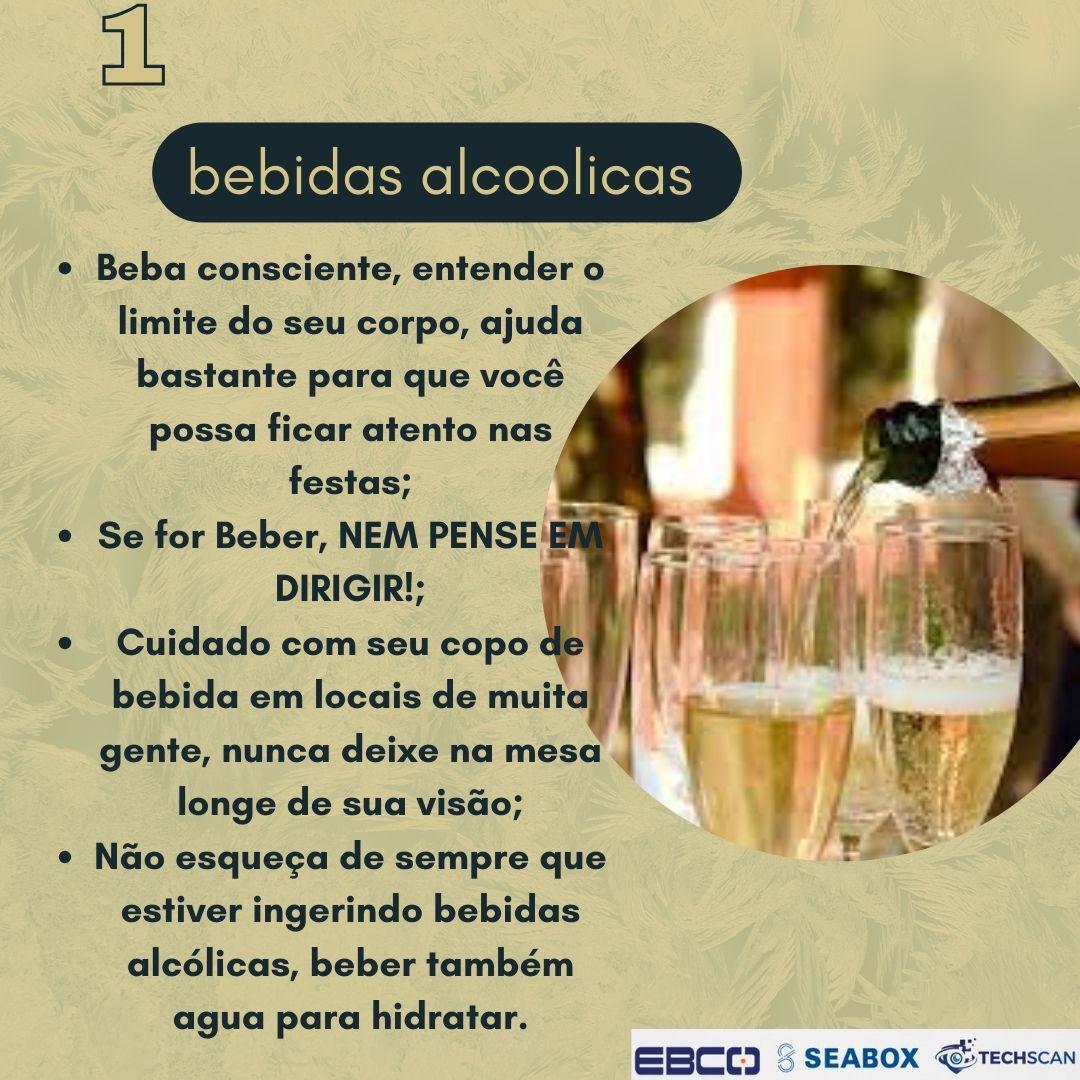 1
bebidas alcoolicas
• Beba consciente, entender o
limite do seu corpo, ajuda
bastante para que você
possa ficar atento nas
festas;
• Se for Beber, NEM PENSE EM
DIRIGIR!;
• Cuidado com seu copo de
bebida em locais de muita
gente, nunca deixe na mesa
longe de sua visão;
• Não esqueça de sempre que
estiver ingerindo bebidas
alcólicas, beber também
agua para hidratar.
EBCO SEABOX TECHSCAN